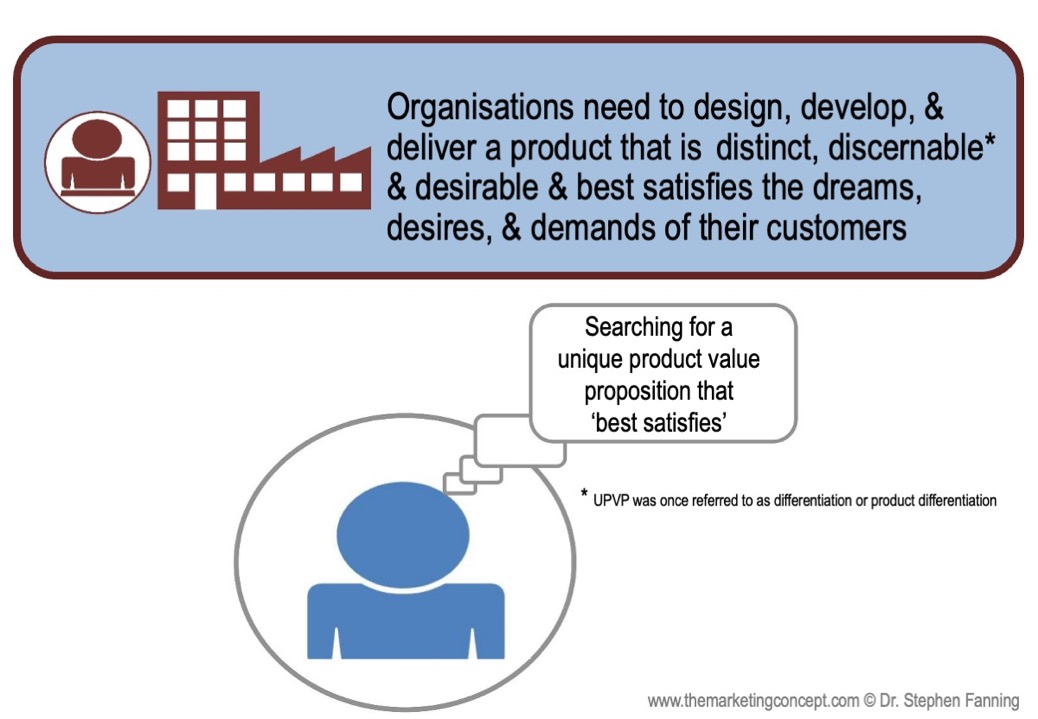 Organisations need to design, develop, &
deliver a product that is distinct, discernable*
& desirable & best satisfies the dreams,
desires, & demands of their customers
Searching for a
unique product value
proposition that
‘best satisfies’
* UPVP was once referred to as differentiation or product differentiation
www.themarketingconcept.com © Dr. Stephen Fanning